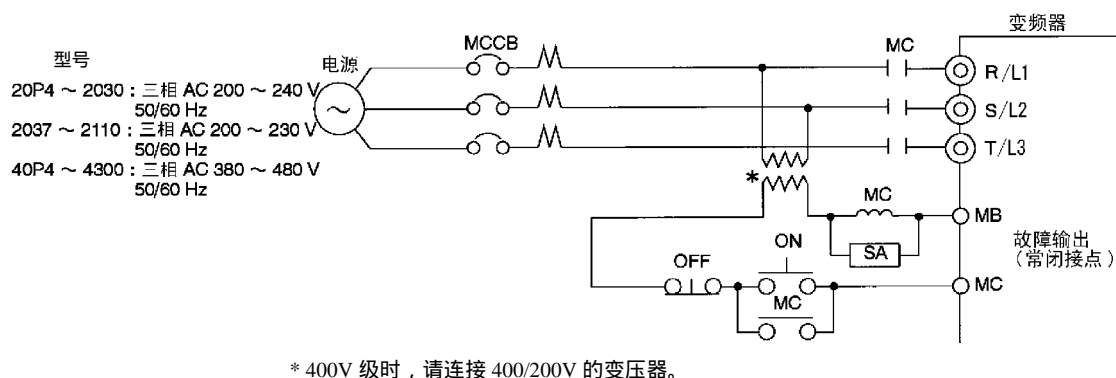 变频器
型号
电源
MCCB
MC
R/L1
20P4 ～ 2030 : 三相 AC 200 ～ 240 V
50/60 Hz
～
S/L2
2037 ～ 2110 : 三相 AC 200 ～ 230 V
50/60 Hz
T/L3
40P4 ～ 4300 : 三相 AC 380 ～ 480 V
50/60 Hz
*
MC
MB
SA
故障输出
（常闭接点）
ON
OFF
MC
MC
* 400V 级时，请连接 400/200V 的变压器。